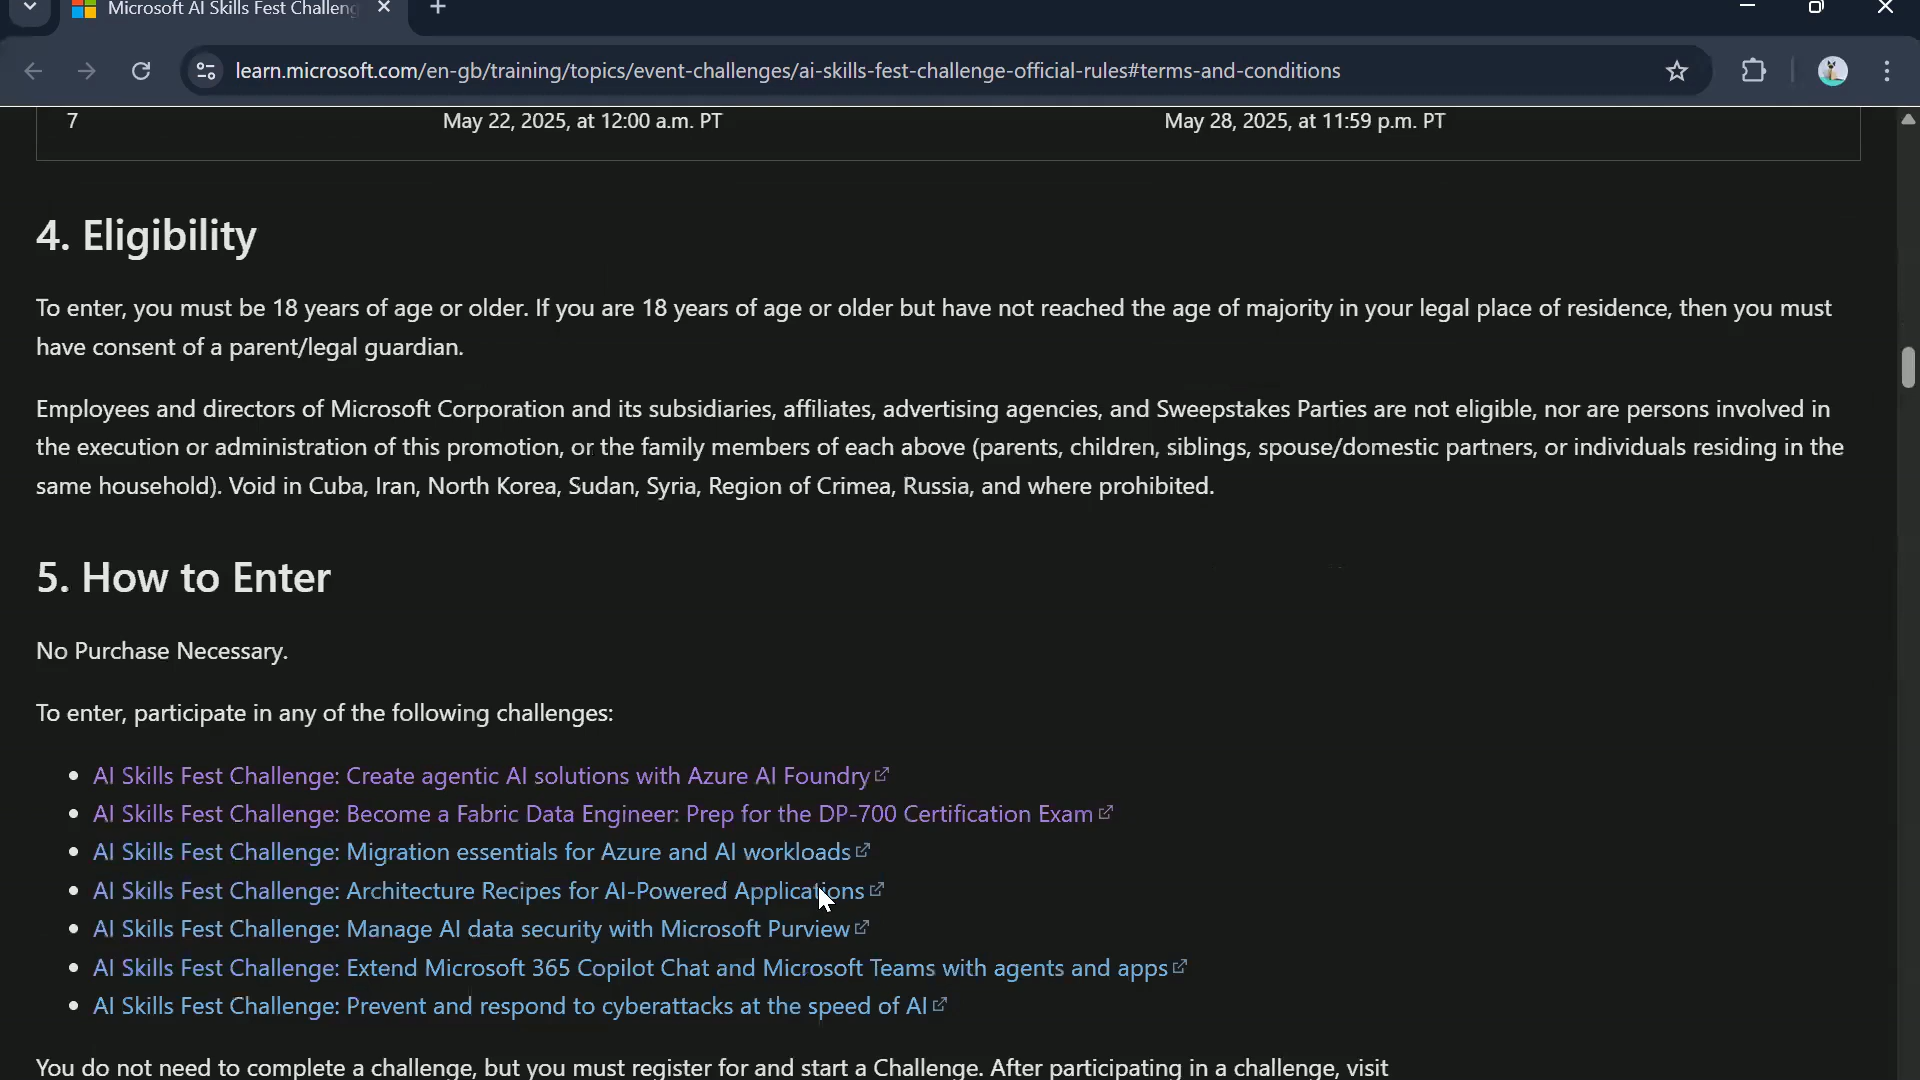 Microsoft AI Skills Fest Challeng
learn.microsoft.com/en-gb/training/topics/event-challenges/ai-skills-fest-challenge-official-rules#terms-and-conditions
7 May 22, 2025, at 12:00 a.m. PT May 28, 2025, at 11:59 p.m. PT
4. Eligibility
To enter, you must be 18 years of age or older. If you are 18 years of age or older but have not reached the age of majority in your legal place of residence, then you must
have consent of a parent/legal guardian.
Employees and directors of Microsoft Corporation and its subsidiaries, affiliates, advertising agencies, and Sweepstakes Parties are not eligible, nor are persons involved in
the execution or administration of this promotion, or the family members of each above (parents, children, siblings, spouse/domestic partners, or individuals residing in the
same household). Void in Cuba, Iran, North Korea, Sudan, Syria, Region of Crimea, Russia, and where prohibited.
5. How to Enter
No Purchase Necessary.
To enter, participate in any of the following challenges:
• AI Skills Fest Challenge: Create agentic AI solutions with Azure AI Foundry
• AI Skills Fest Challenge: Become a Fabric Data Engineer: Prep for the DP-700 Certification Exam
• AI Skills Fest Challenge: Migration essentials for Azure and AI workloads
• AI Skills Fest Challenge: Architecture Recipes for AI-Powered Applications
• AI Skills Fest Challenge: Manage AI data security with Microsoft Purview
• AI Skills Fest Challenge: Extend Microsoft 365 Copilot Chat and Microsoft Teams with agents and apps
• AI Skills Fest Challenge: Prevent and respond to cyberattacks at the speed of AI
You do not need to complete a challenge, but you must register for and start a Challenge. After participating in a challenge, visit